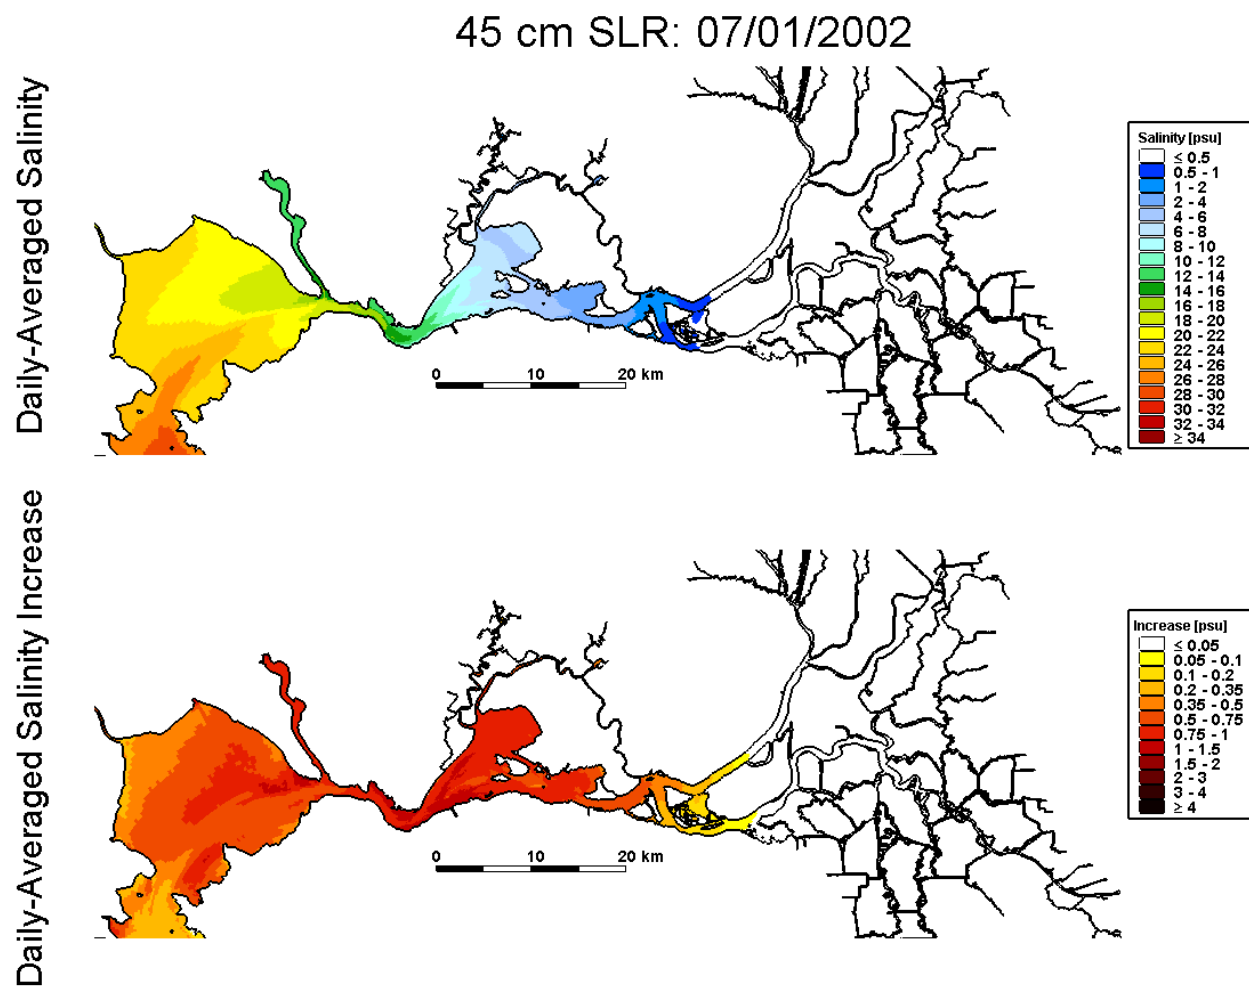 45 cm SLR: 07/01/2002
Daily-Averaged Salinity
Salinity [psu]
≤ 0.5
0.5 - 1
1 - 2
2 - 4
4 - 6
6 - 8
8 - 10
10 - 12
12 - 14
14 - 16
16 - 18
18 - 20
20 - 22
22 - 24
24 - 26
26 - 28
28 - 30
30 - 32
32 - 34
≥ 34
0 10 20 km
Daily-Averaged Salinity Increase
Increase [psu]
≤ 0.05
0.05 - 0.1
0.1 - 0.2
0.2 - 0.35
0.35 - 0.5
0.5 - 0.75
0.75 - 1
1 - 1.5
1.5 - 2
2 - 3
3 - 4
≥ 4
0 10 20 km